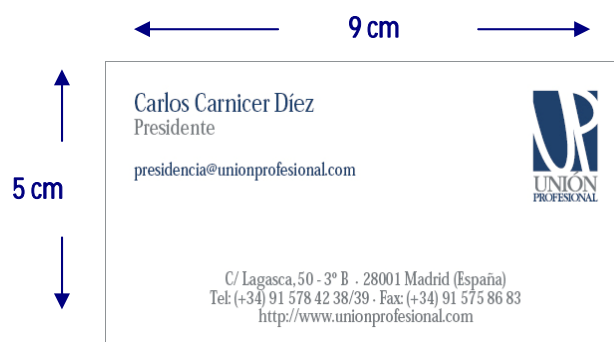 9 cm
5 cm
Carlos Carnicer Díez
Presidente
presidencia@unionprofesional.com
UP
UNIÓN
PROFESIONAL
C/ Lagasca, 50 - 3º B . 28001 Madrid (España)
Tel: (+34) 91 578 42 38/39 · Fax: (+34) 91 575 86 83
http://www.unionprofesional.com